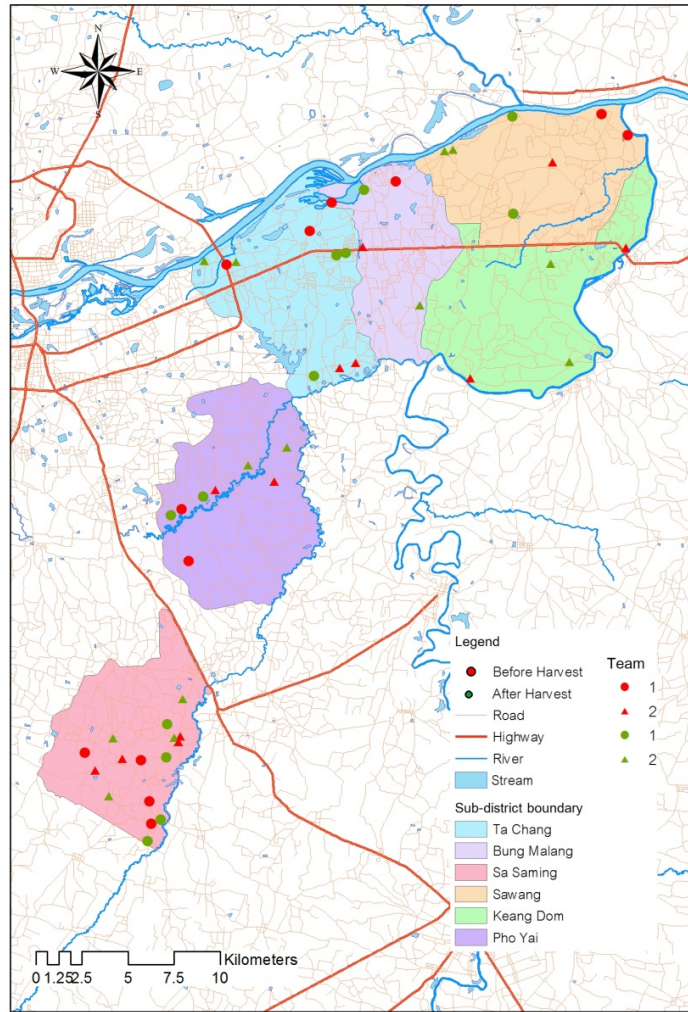 N
W E
S
Legend
Before Harvest
After Harvest
Road
Highway
River
Stream
Team
1
2
1
2
Sub-district boundary
Ta Chang
Bung Malang
Sa Saming
Sawang
Keang Dom
Pho Yai
Kilometers
0 1.25 2.5 5 7.5 10